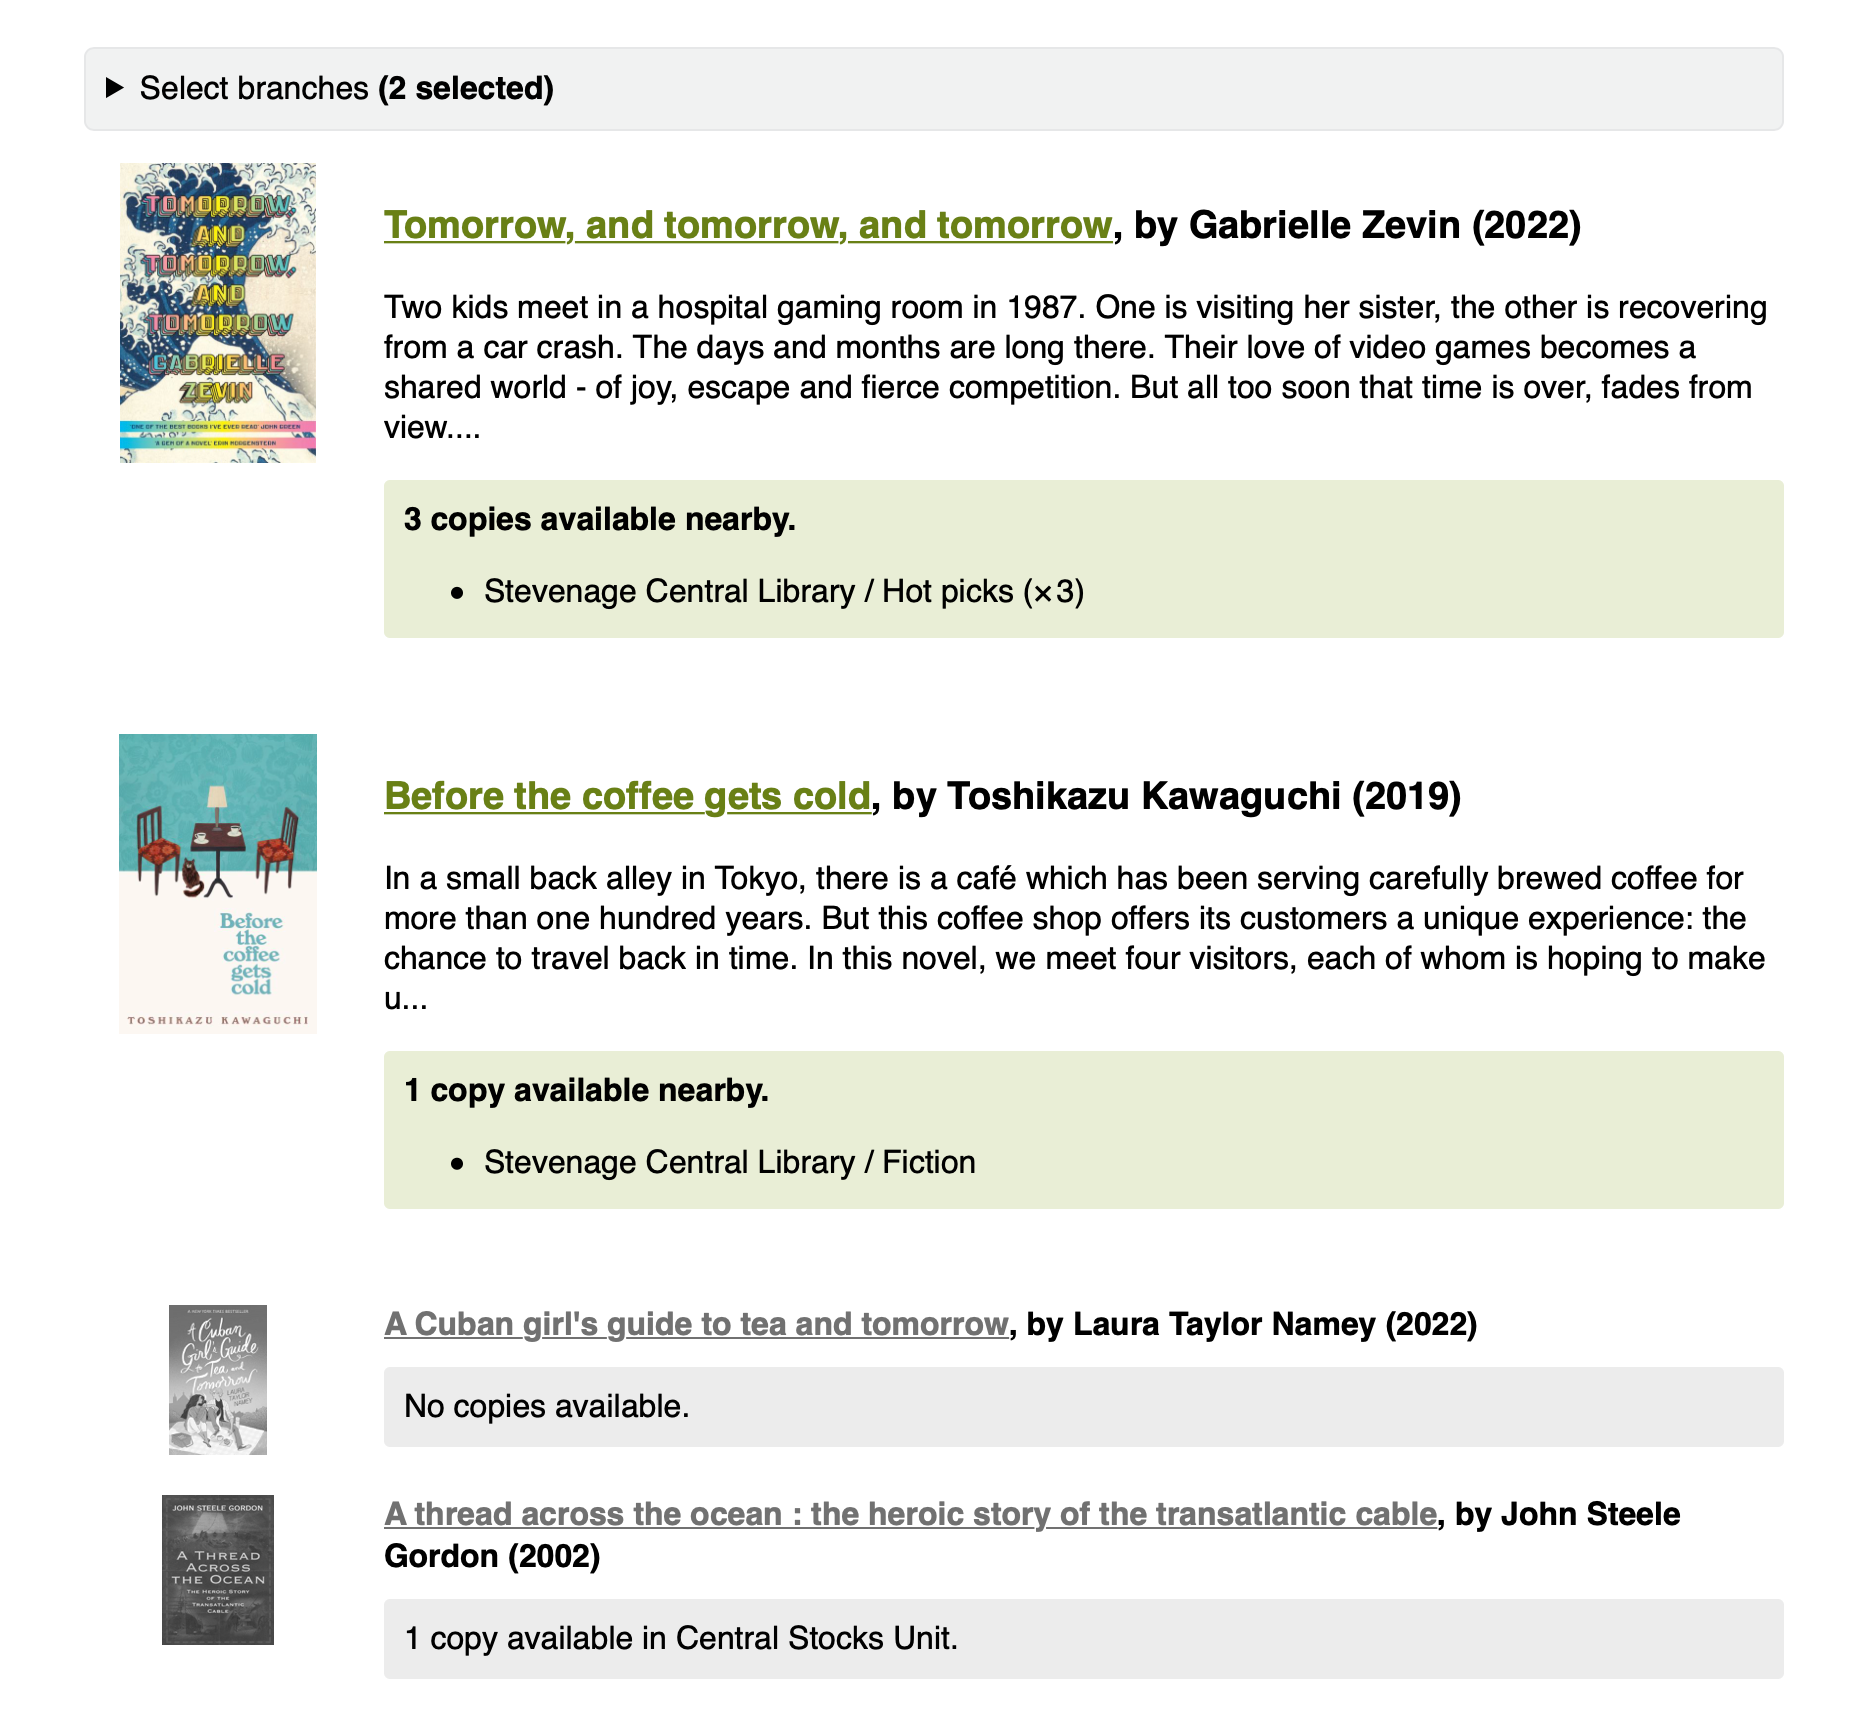 ▶ Select branches (2 selected)
TOMORROW,
AND
TOMORROW,
AND
TOMORROW
GABRIELLE
ZEVIN
'ONE OF THE BEST BOOKS I'VE EVER READ' JOHN GREEN
'A GEM OF A NOVEL' ERIN MORGENSTERN
Tomorrow, and tomorrow, and tomorrow, by Gabrielle Zevin (2022)
Two kids meet in a hospital gaming room in 1987. One is visiting her sister, the other is recovering
from a car crash. The days and months are long there. Their love of video games becomes a
shared world - of joy, escape and fierce competition. But all too soon that time is over, fades from
view....
3 copies available nearby.
• Stevenage Central Library / Hot picks (×3)
Before
the
coffee
gets
cold
TOSHIKAZU KAWAGUCHI
Before the coffee gets cold, by Toshikazu Kawaguchi (2019)
In a small back alley in Tokyo, there is a café which has been serving carefully brewed coffee for
more than one hundred years. But this coffee shop offers its customers a unique experience: the
chance to travel back in time. In this novel, we meet four visitors, each of whom is hoping to make
u...
1 copy available nearby.
• Stevenage Central Library / Fiction
A NEW YORK TIMES BESTSELLER
A Cuban
Girl's Guide
to Tea and
Tomorrow
LAURA
TAYLOR
NAMEY
A Cuban girl's guide to tea and tomorrow, by Laura Taylor Namey (2022)
No copies available.
JOHN STEELE GORDON
A THREAD
ACROSS
THE OCEAN
THE HEROIC STORY
OF THE
TRANSATLANTIC
CABLE
A thread across the ocean : the heroic story of the transatlantic cable, by John Steele
Gordon (2002)
1 copy available in Central Stocks Unit.